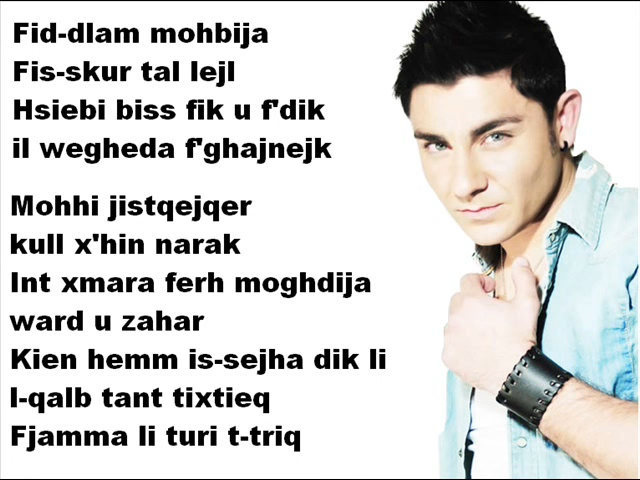 Fid-dlam mohbija
Fis-skur tal lejl
Hsiebi biss fik u f'dik
il wegheda f'ghajnejk
Mohhi jistqejqer
kull x'hin narak
Int xmara ferh moghdija
ward u zahar
Kien hemm is-sejha dik li
l-qalb tant tixtieq
Fjamma li turi t-triq